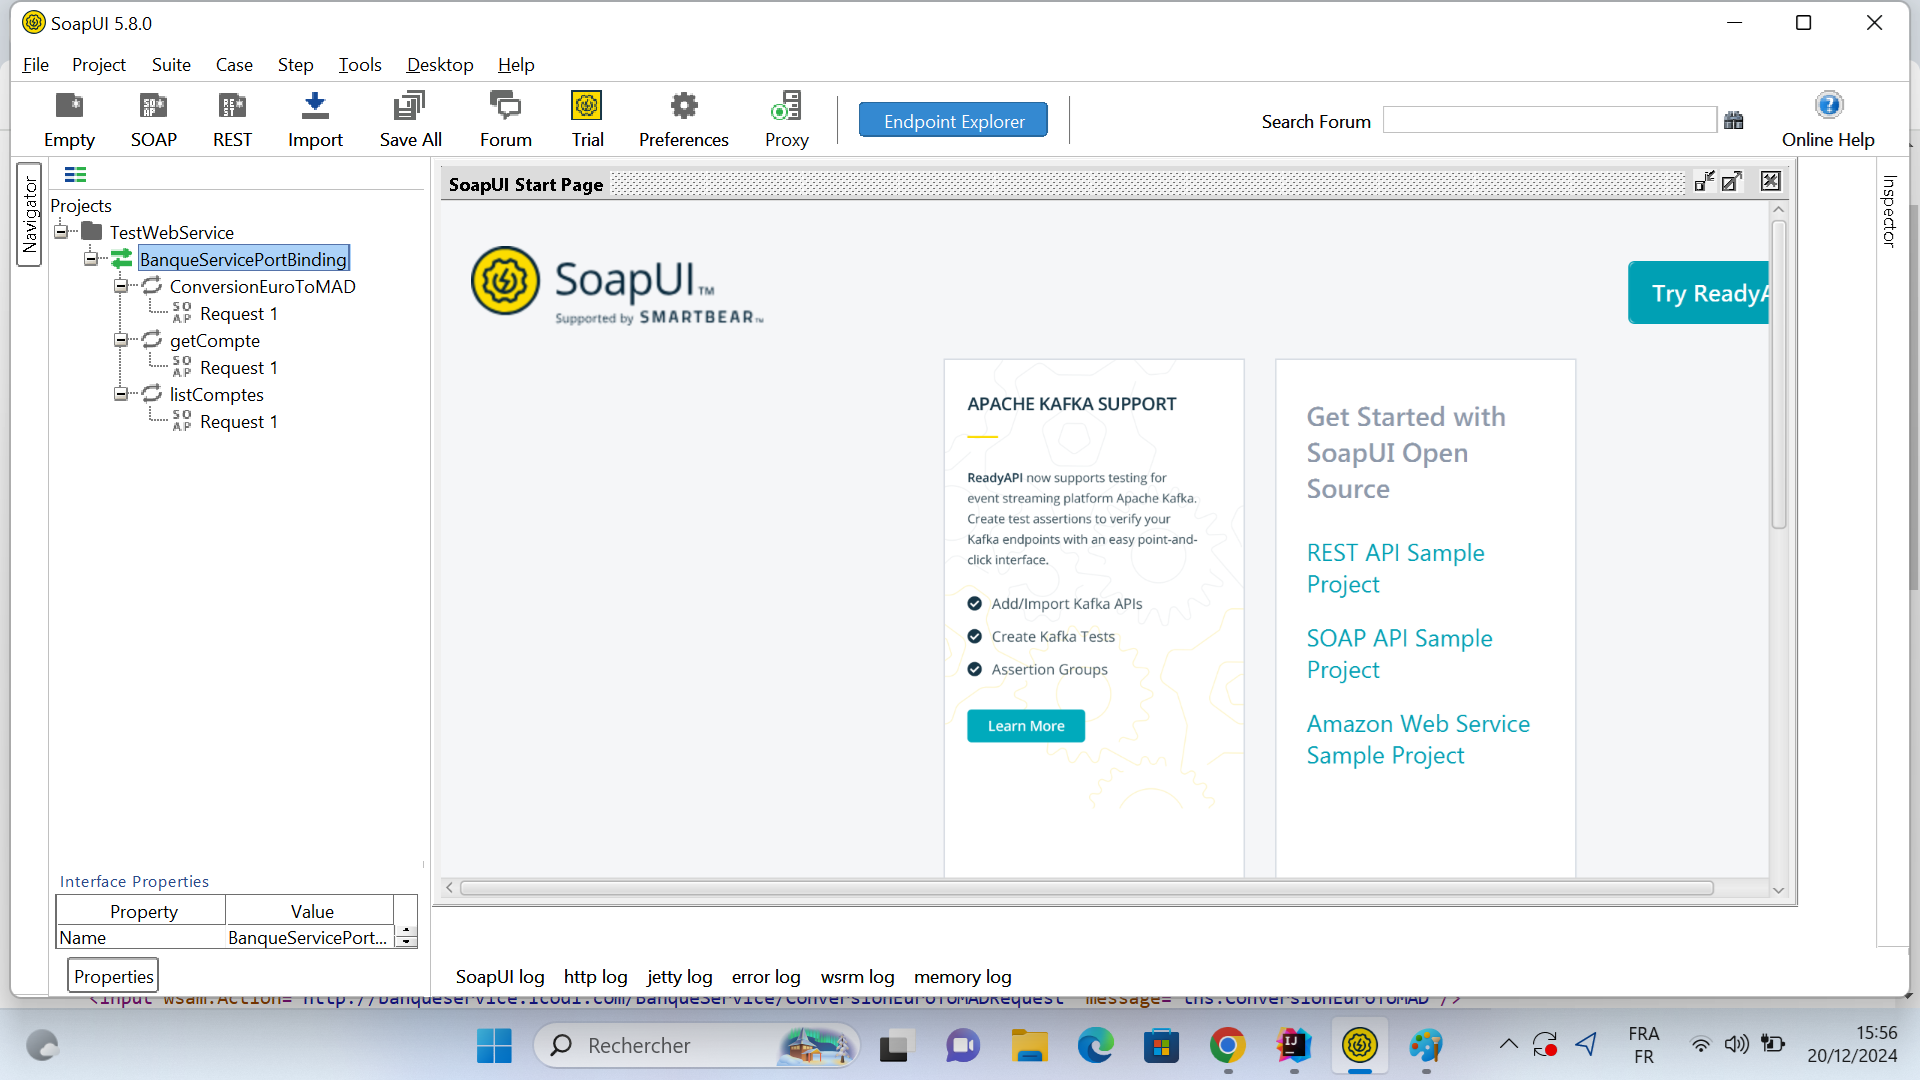 SoapUI 5.8.0
File Project Suite Case Step Tools Desktop Help
Empty SOAP REST Import Save All Forum Trial Preferences Proxy Endpoint Explorer Search Forum Online Help
Navigator
Projects
TestWebService
BanqueServicePortBinding
ConversionEuroToMAD
Request 1
getCompte
Request 1
listComptes
Request 1
Interface Properties
Property Value
Name BanqueServicePort...
Properties
SoapUI Start Page
SoapUI™
Supported by SMARTBEAR™
Try ReadyA
APACHE KAFKA SUPPORT
ReadyAPI now supports testing for
event streaming platform Apache Kafka.
Create test assertions to verify your
Kafka endpoints with an easy point-and-
click interface.
Add/Import Kafka APIs
Create Kafka Tests
Assertion Groups
Learn More
Get Started with
SoapUI Open
Source
REST API Sample
Project
SOAP API Sample
Project
Amazon Web Service
Sample Project
Inspector
SoapUI log http log jetty log error log wsrm log memory log
<input wsam:Action="http://banqueservice.icodi.com/BanqueService/ConversionEuroToMADRequest" message="tns:ConversionEuroToMAD"/>
Rechercher
FRA
FR
15:56
20/12/2024